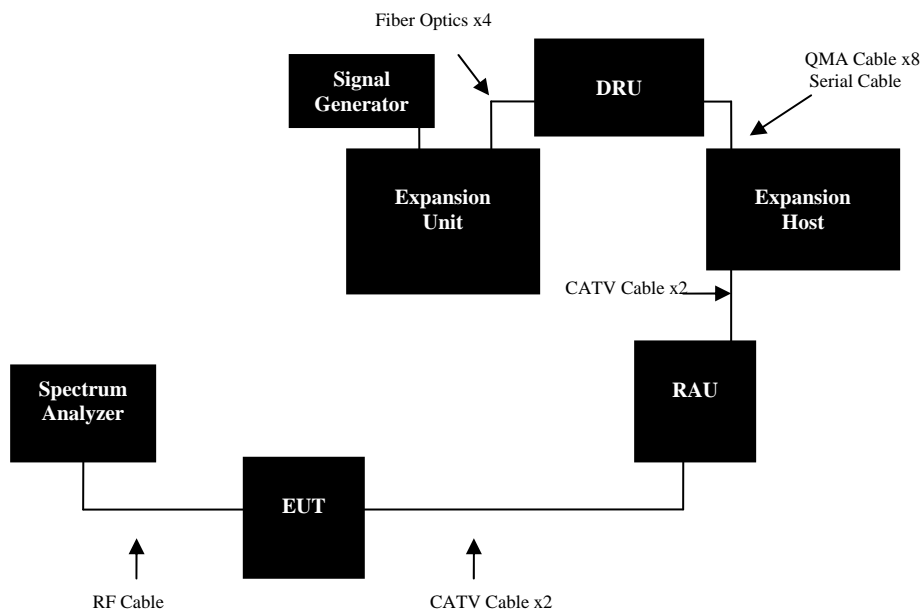 Fiber Optics x4
QMA Cable x8
Serial Cable
Signal
Generator
DRU
Expansion
Unit
Expansion
Host
CATV Cable x2
Spectrum
Analyzer
RAU
EUT
RF Cable
CATV Cable x2